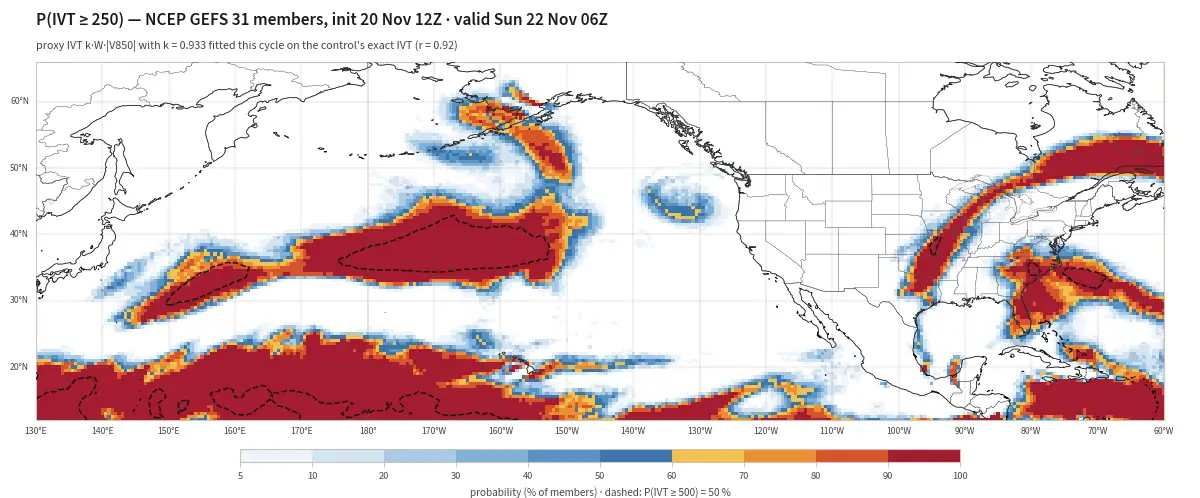 P(IVT ≥ 250) — NCEP GEFS 31 members, init 20 Nov 12Z · valid Sun 22 Nov 06Z
proxy IVT k·W·|V850| with k = 0.933 fitted this cycle on the control's exact IVT (r = 0.92)
60°N
50°N
40°N
30°N
20°N
130°E 140°E 150°E 160°E 170°E 180° 170°W 160°W 150°W 140°W 130°W 120°W 110°W 100°W 90°W 80°W 70°W 60°W
5 10 20 30 40 50 60 70 80 90 100
probability (% of members) · dashed: P(IVT ≥ 500) = 50 %